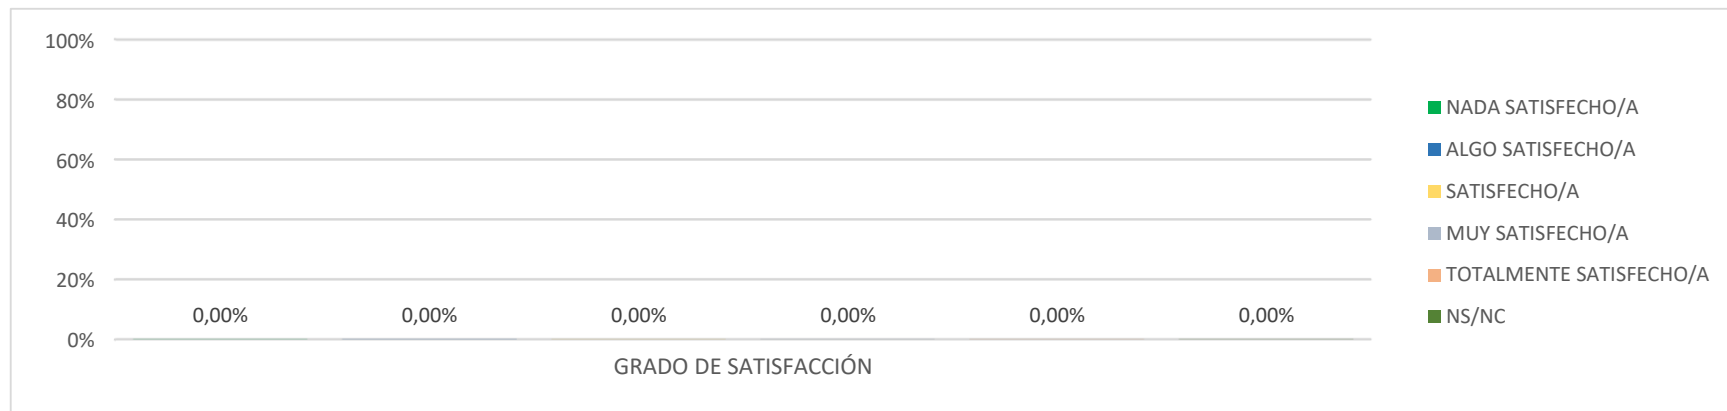 100%
80%
60%
40%
20%
0%
0,00% 0,00% 0,00% 0,00% 0,00% 0,00%
GRADO DE SATISFACCIÓN
NADA SATISFECHO/A
ALGO SATISFECHO/A
SATISFECHO/A
MUY SATISFECHO/A
TOTALMENTE SATISFECHO/A
NS/NC